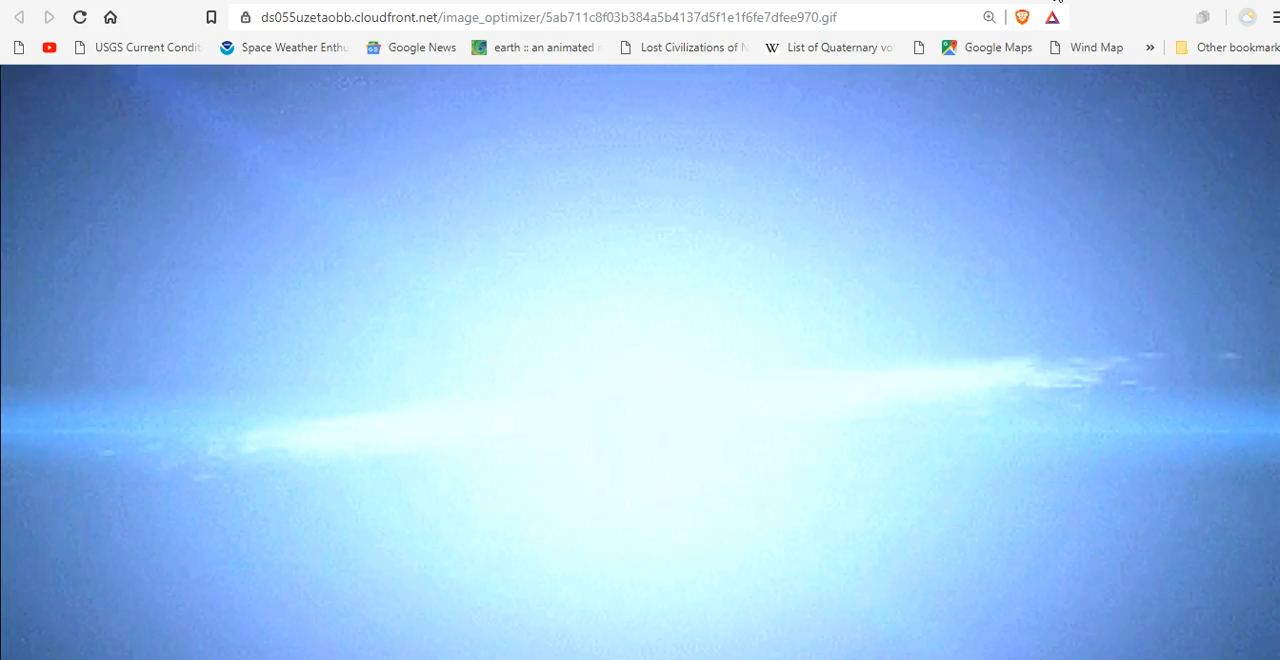 ds055uzetaobb.cloudfront.net/image_optimizer/5ab711c8f03b384a5b4137d5f1e1f6fe7dfee970.gif
USGS Current Condit Space Weather Enthu Google News earth :: an animated Lost Civilizations of N List of Quaternary vo Google Maps Wind Map » Other bookmark